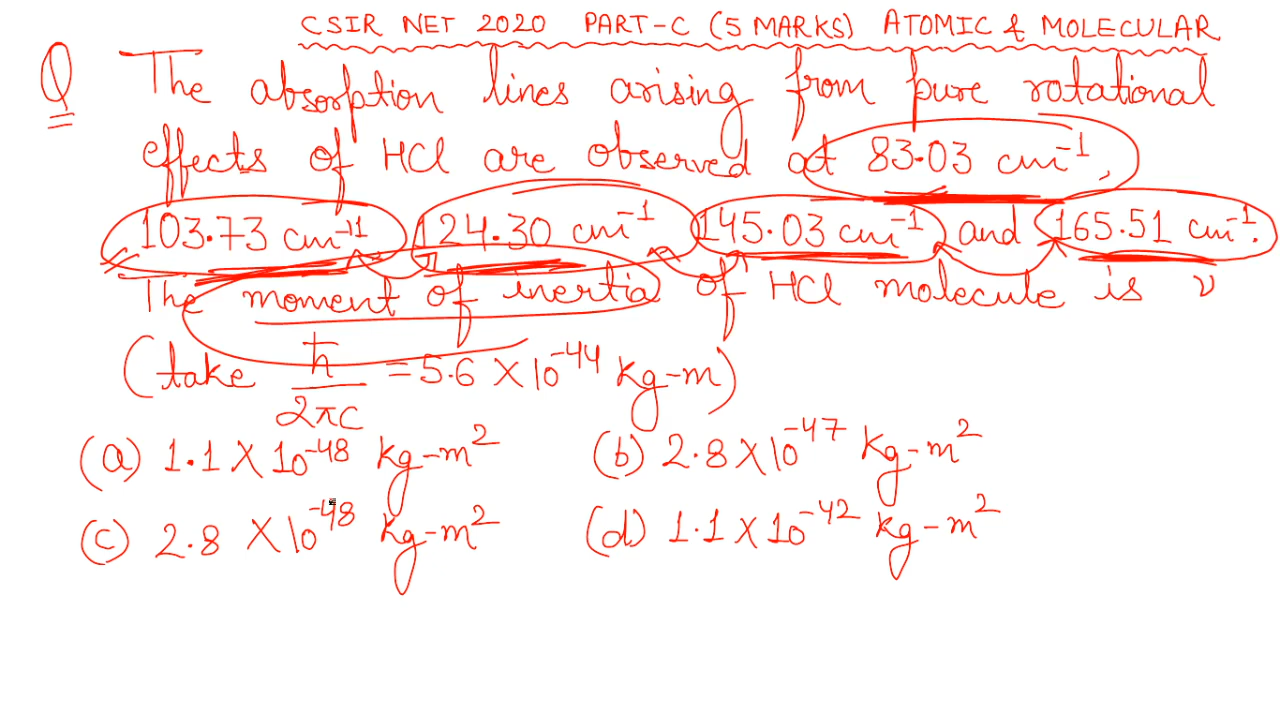 CSIR NET 2020 PART-C (5 MARKS) ATOMIC & MOLECULAR
Q The absorption lines arising from pure rotational
effects of HCl are observed at 83.03 cm⁻¹,
103.73 cm⁻¹ 124.30 cm⁻¹ 145.03 cm⁻¹ and 165.51 cm⁻¹.
The moment of inertia of HCl molecule is
(take ħ/2πc = 5.6 × 10⁻⁴⁴ kg-m)
(a) 1.1 × 10⁻⁴⁸ kg-m² (b) 2.8 × 10⁻⁴⁷ kg-m²
(c) 2.8 × 10⁻⁴⁸ kg-m² (d) 1.1 × 10⁻⁴² kg-m²